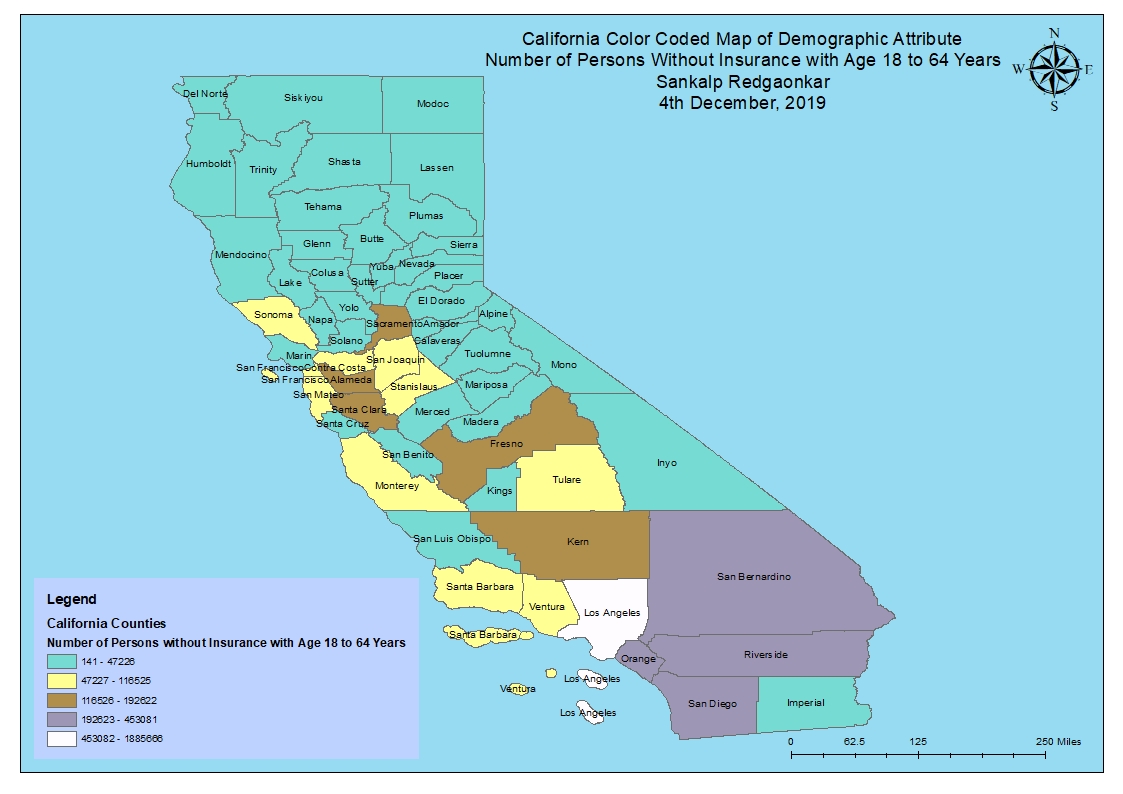 California Color Coded Map of Demographic Attribute
Number of Persons Without Insurance with Age 18 to 64 Years
Sankalp Redgaonkar
4th December, 2019
N
W
E
S
Del Norte
Siskiyou
Modoc
Humboldt
Trinity
Shasta
Lassen
Tehama
Plumas
Mendocino
Glenn
Butte
Sierra
Lake
Colusa
Sutter
Yuba
Nevada
Placer
Sonoma
Napa
Yolo
El Dorado
Alpine
Sacramento
Amador
Solano
Calaveras
Marin
San Francisco
Contra Costa
San Joaquin
Tuolumne
Mono
San Francisco
Alameda
Stanislaus
Mariposa
San Mateo
Santa Clara
Merced
Madera
Santa Cruz
San Benito
Fresno
Inyo
Monterey
Kings
Tulare
San Luis Obispo
Kern
San Bernardino
Santa Barbara
Ventura
Los Angeles
Santa Barbara
Orange
Riverside
Ventura
Los Angeles
Los Angeles
San Diego
Imperial
Legend
California Counties
Number of Persons without Insurance with Age 18 to 64 Years
141 - 47226
47227 - 116525
116526 - 192622
192623 - 453081
453082 - 1885666
0 62.5 125 250 Miles